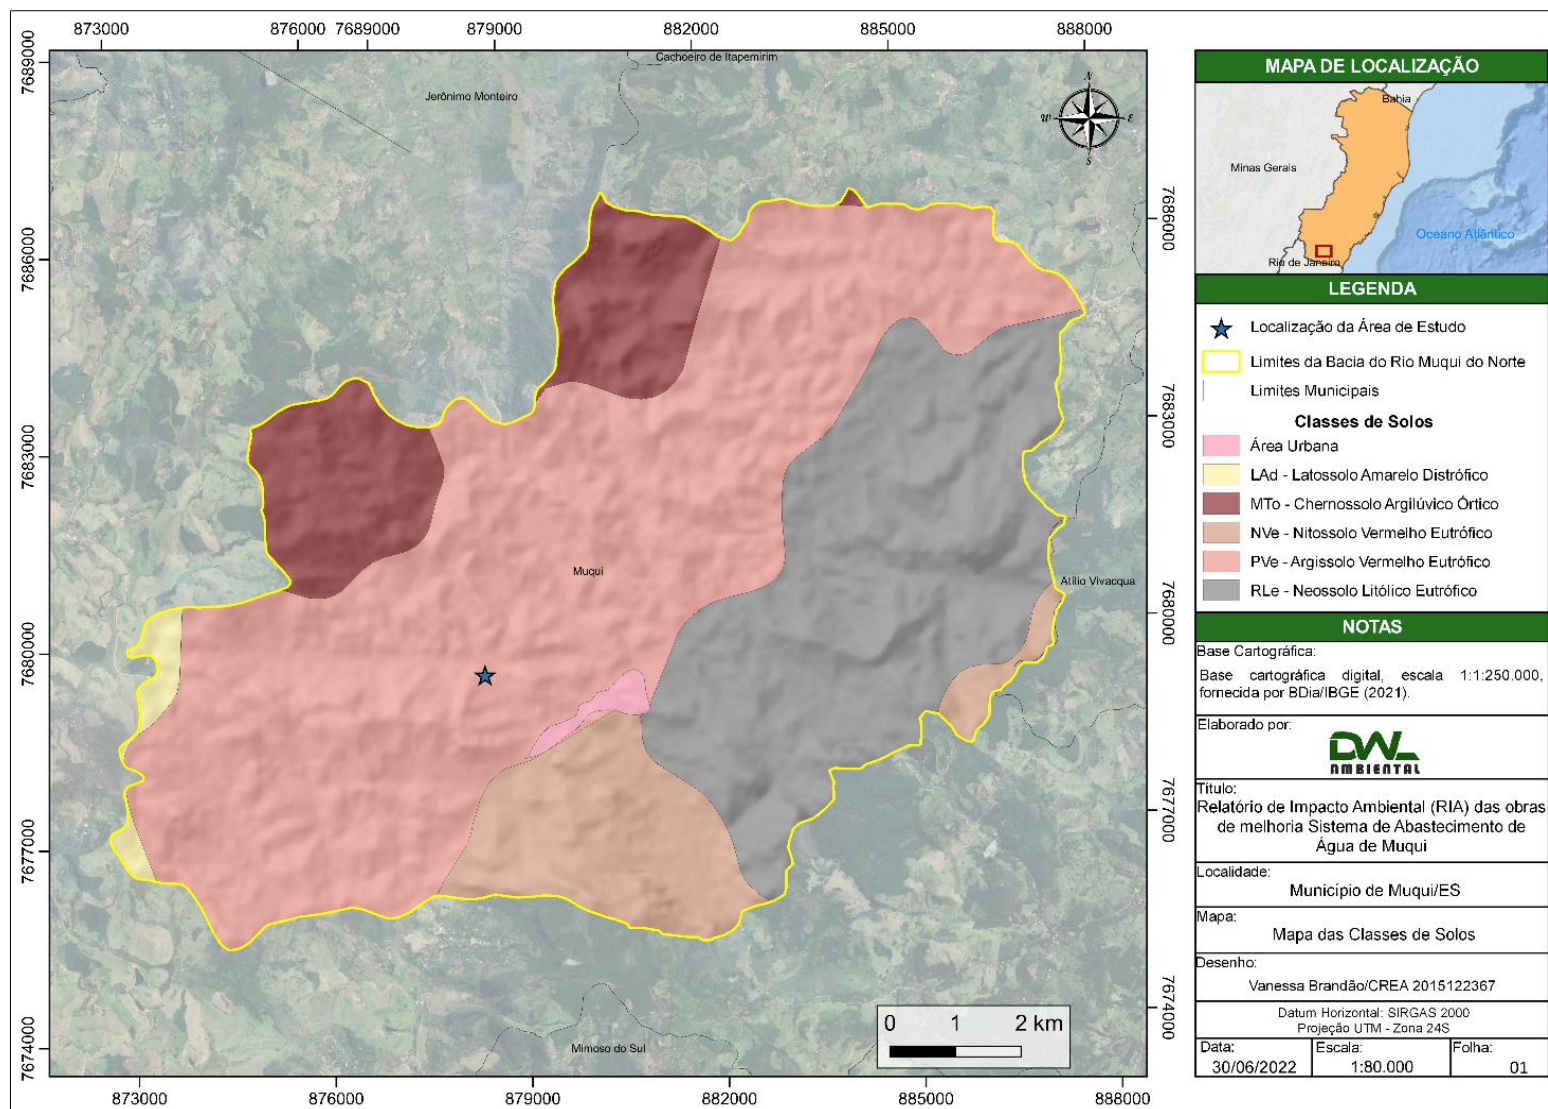 873000
876000
7689000
879000
882000
885000
888000
7689000
7686000
7683000
7680000
7677000
7674000
Cachoeiro de Itapemirim
Jerônimo Monteiro
N
W
E
S
Muqui
Atílio Vivacqua
Mimoso do Sul
0 1 2 km
7686000
7683000
7680000
7677000
7674000
873000
876000
879000
882000
885000
888000
MAPA DE LOCALIZAÇÃO
Bahia
Minas Gerais
Oceano Atlântico
Rio de Janeiro
LEGENDA
Localização da Área de Estudo
Limites da Bacia do Rio Muqui do Norte
Limites Municipais
Classes de Solos
Área Urbana
LAd - Latossolo Amarelo Distrófico
MTo - Chernossolo Argilúvico Órtico
NVe - Nitossolo Vermelho Eutrófico
PVe - Argissolo Vermelho Eutrófico
RLe - Neossolo Litólico Eutrófico
NOTAS
Base Cartográfica:
Base cartográfica digital, escala 1:1:250.000,
fornecida por BDia/IBGE (2021).
Elaborado por:
DWL
AMBIENTAL
Título:
Relatório de Impacto Ambiental (RIA) das obras
de melhoria Sistema de Abastecimento de
Água de Muqui
Localidade:
Município de Muqui/ES
Mapa:
Mapa das Classes de Solos
Desenho:
Vanessa Brandão/CREA 2015122367
Datum Horizontal: SIRGAS 2000
Projeção UTM - Zona 24S
Data:
30/06/2022
Escala:
1:80.000
Folha:
01